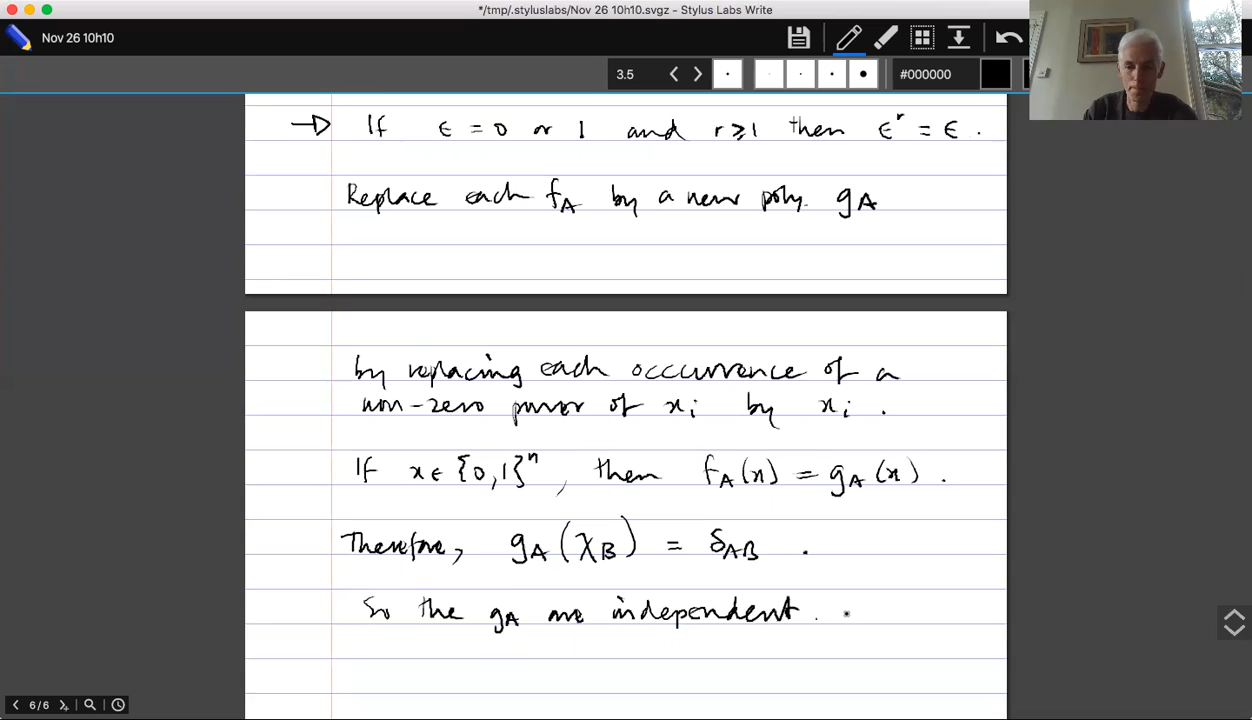 */tmp/.styluslabs/Nov 26 10h10.svgz - Stylus Labs Write
Nov 26 10h10
3.5
#000000
→ If ϵ = 0 or 1 and r ⩾ 1 then ϵ^r = ϵ .
Replace each f_A by a new poly. g_A
by replacing each occurrence of a
non-zero power of x_i by x_i .
If x ∈ {0,1}^n , then f_A(x) = g_A(x) .
Therefore, g_A(χ_B) = δ_AB .
So the g_A are independent .
6/6